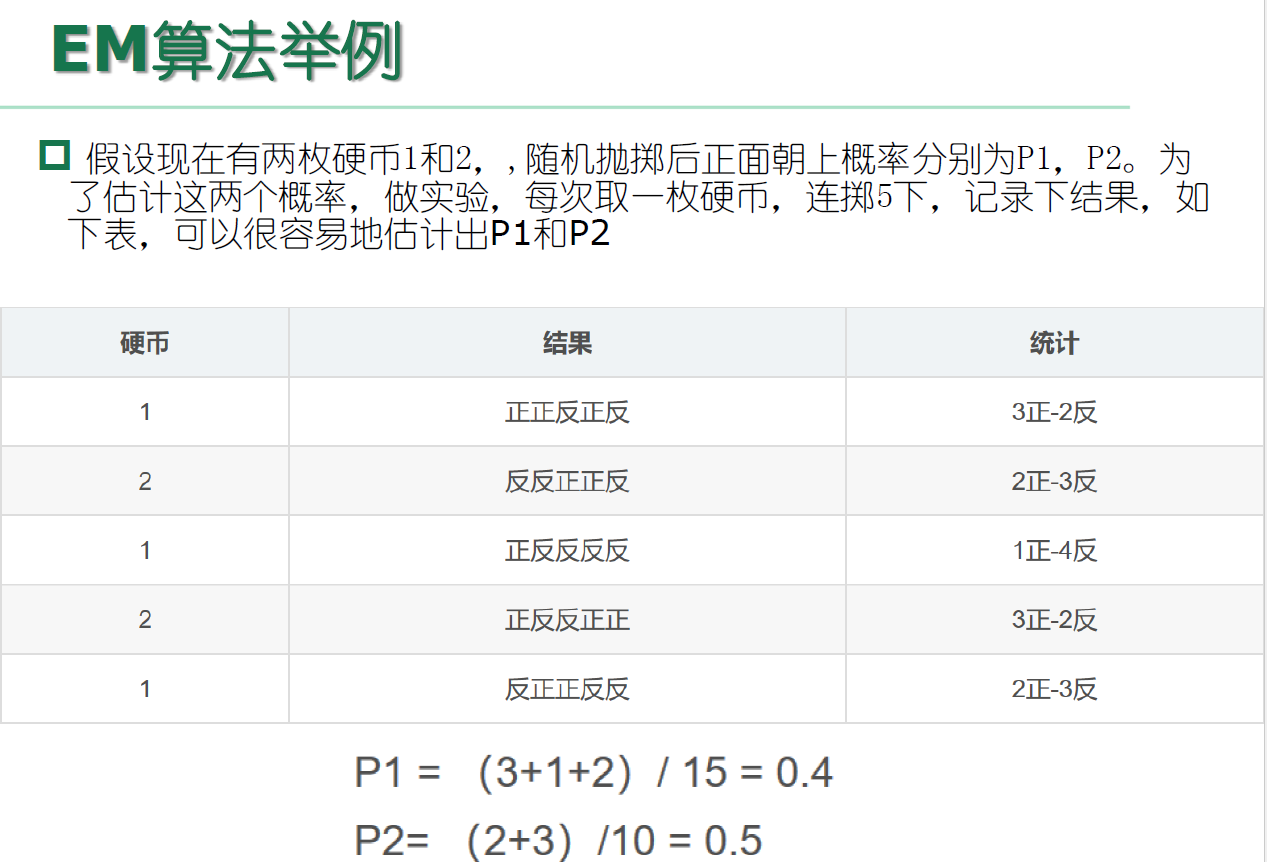 EM算法举例
假设现在有两枚硬币1和2，,随机抛掷后正面朝上概率分别为P1，P2。为
了估计这两个概率，做实验，每次取一枚硬币，连掷5下，记录下结果，如
下表，可以很容易地估计出P1和P2
硬币 结果 统计
1 正正反正反 3正-2反
2 反反正正反 2正-3反
1 正反反反反 1正-4反
2 正反反正正 3正-2反
1 反正正反反 2正-3反
P1 = （3+1+2）/ 15 = 0.4
P2= （2+3）/10 = 0.5